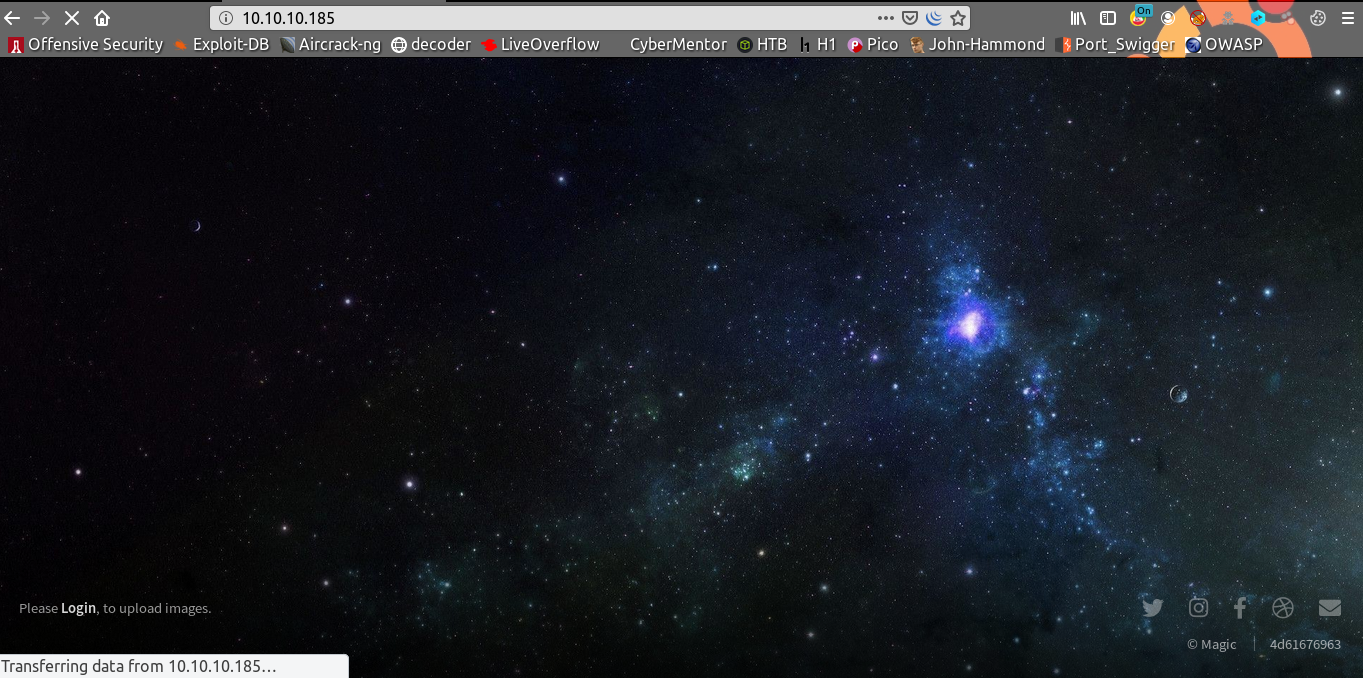 10.10.10.185
On
Offensive Security Exploit-DB Aircrack-ng decoder LiveOverflow CyberMentor HTB H1 Pico John-Hammond Port_Swigger OWASP
Please Login, to upload images.
© Magic 4d61676963
Transferring data from 10.10.10.185…